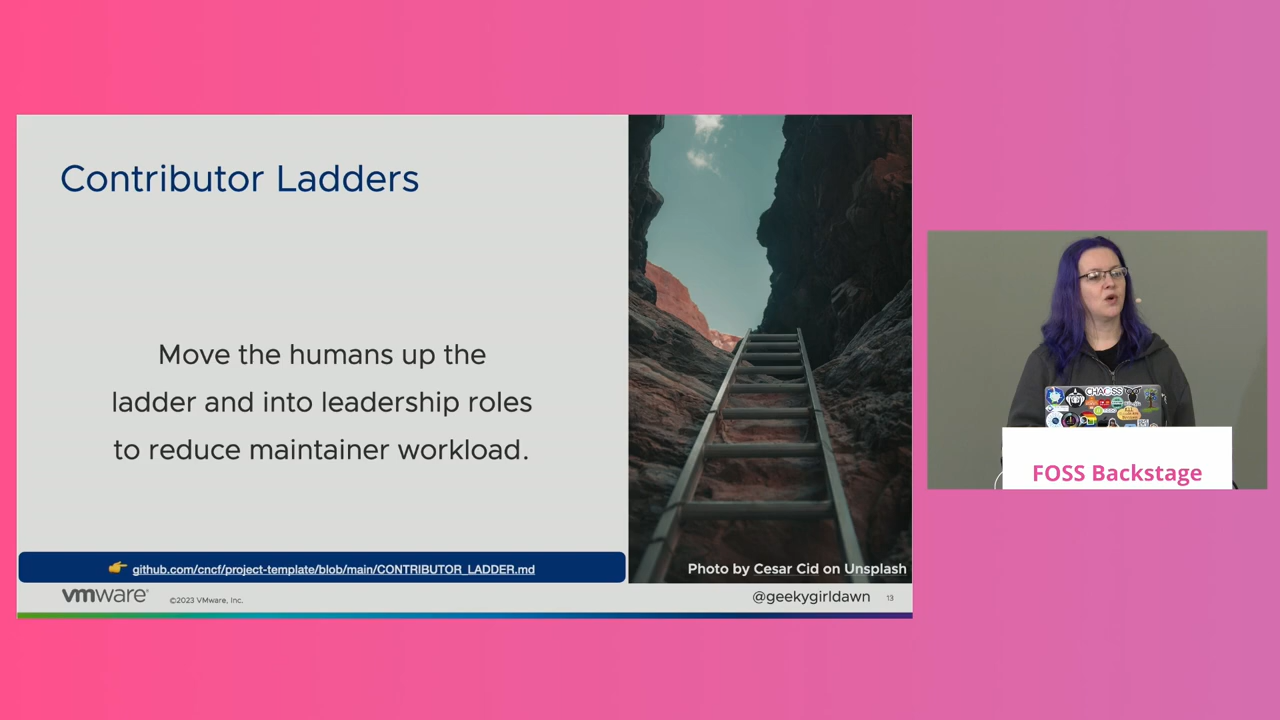 Contributor Ladders
Move the humans up the
ladder and into leadership roles
to reduce maintainer workload.
👉 github.com/cncf/project-template/blob/main/CONTRIBUTOR_LADDER.md
Photo by Cesar Cid on Unsplash
vmware®
©2023 VMware, Inc.
@geekygirldawn
13
CHAOSS
FOSS Backstage